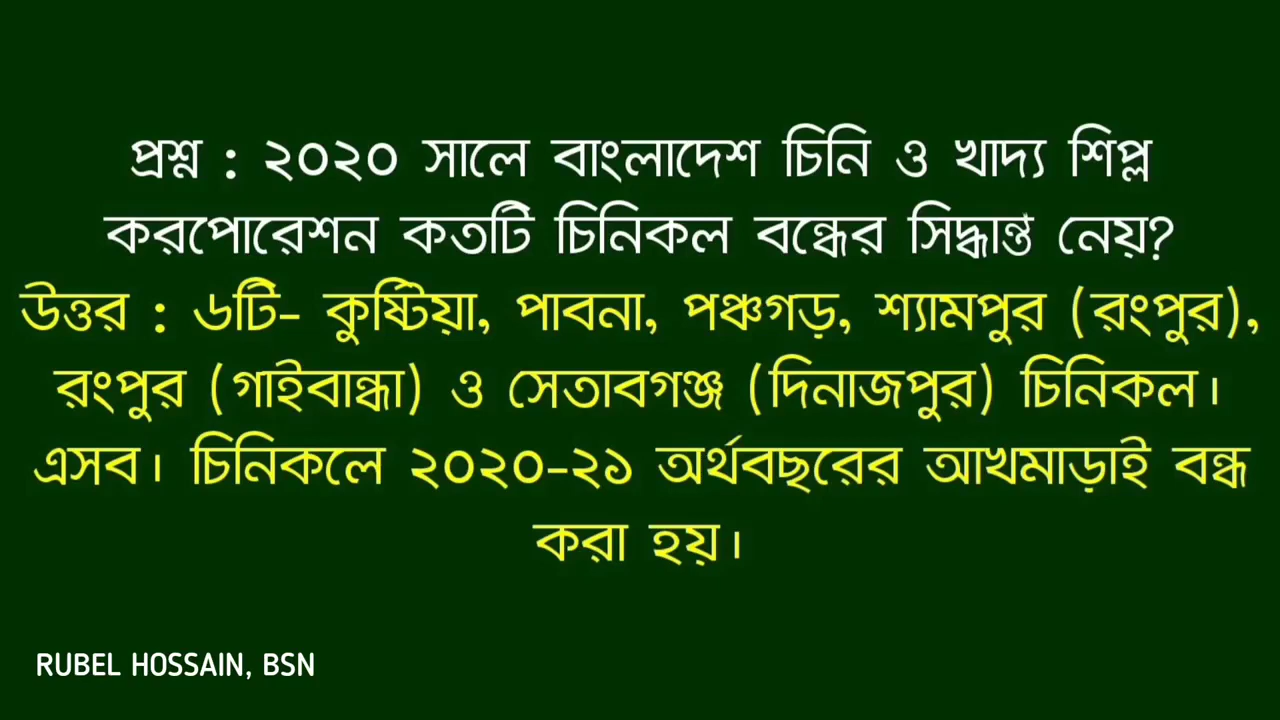 প্রশ্ন : ২০২০ সালে বাংলাদেশ চিনি ও খাদ্য শিপ্ল
করপোরেশন কতটি চিনিকল বন্ধের সিদ্ধান্ত নেয়?
উত্তর : ৬টি- কুষ্টিয়া, পাবনা, পঞ্চগড়, শ্যামপুর (রংপুর),
রংপুর (গাইবান্ধা) ও সেতাবগঞ্জ (দিনাজপুর) চিনিকল।
এসব। চিনিকলে ২০২০-২১ অর্থবছরের আখমাড়াই বন্ধ
করা হয়।
RUBEL HOSSAIN, BSN